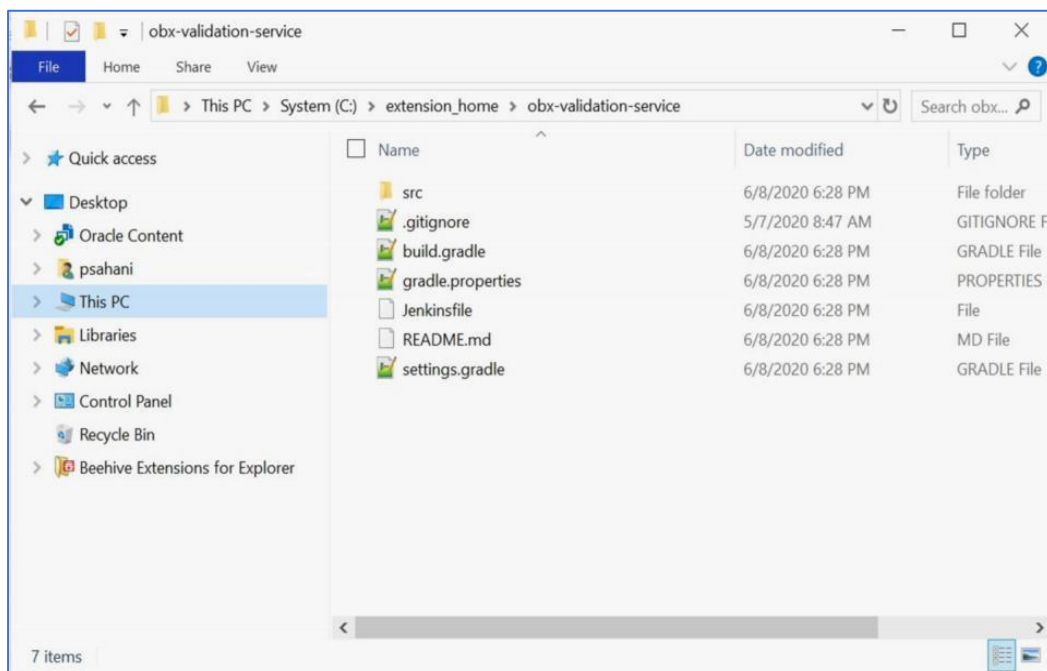 obx-validation-service
File Home Share View
This PC > System (C:) > extension_home > obx-validation-service Search obx...
Name Date modified Type
Quick access
Desktop
Oracle Content
psahani
This PC
Libraries
Network
Control Panel
Recycle Bin
Beehive Extensions for Explorer
src 6/8/2020 6:28 PM File folder
.gitignore 5/7/2020 8:47 AM GITIGNORE F
build.gradle 6/8/2020 6:28 PM GRADLE File
gradle.properties 6/8/2020 6:28 PM PROPERTIES
Jenkinsfile 6/8/2020 6:28 PM File
README.md 6/8/2020 6:28 PM MD File
settings.gradle 6/8/2020 6:28 PM GRADLE File
7 items